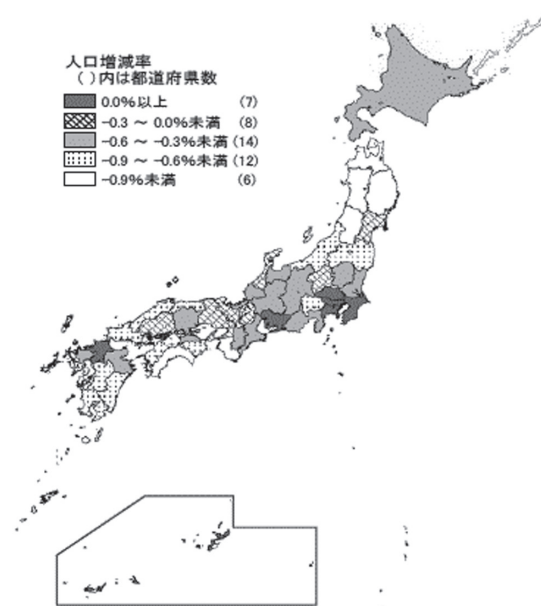 人口増減率
( )内は都道府県数
0.0%以上 (7)
-0.3 ～ 0.0%未満 (8)
-0.6 ～ -0.3%未満 (14)
-0.9 ～ -0.6%未満 (12)
-0.9%未満 (6)